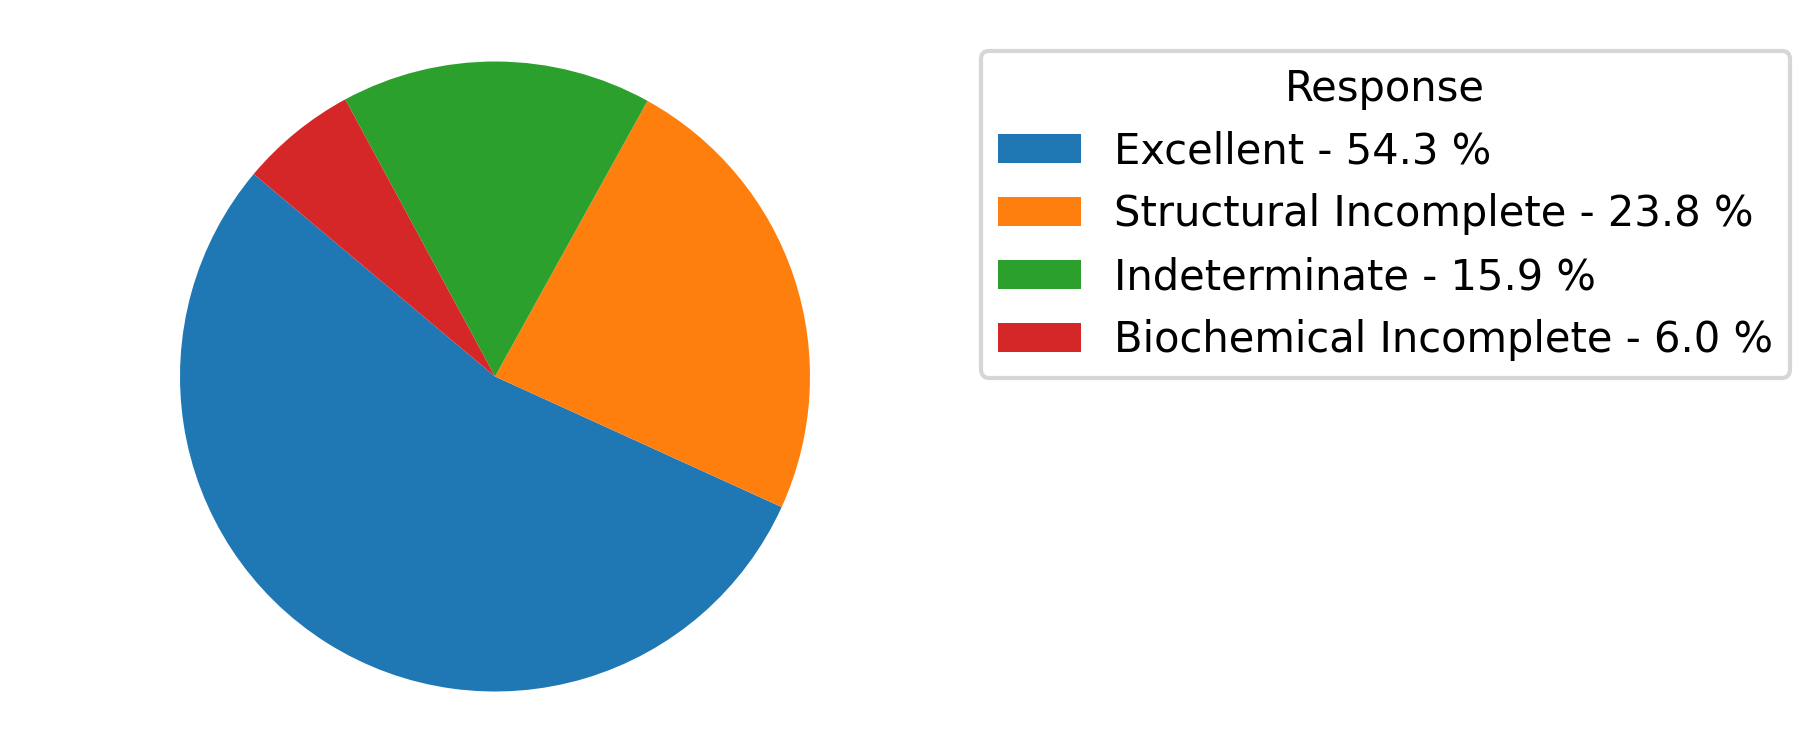 Response
Excellent - 54.3 %
Structural Incomplete - 23.8 %
Indeterminate - 15.9 %
Biochemical Incomplete - 6.0 %